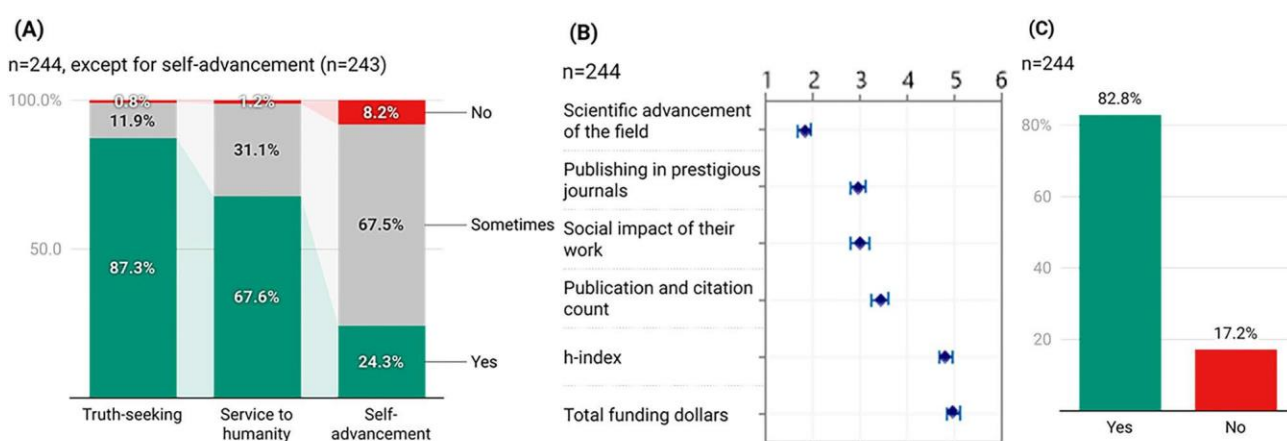 (A)
n=244, except for self-advancement (n=243)
100.0%
50.0
0.8%
11.9%
87.3%
1.2%
31.1%
67.6%
8.2%
67.5%
24.3%
No
Sometimes
Yes
Truth-seeking
Service to
humanity
Self-
advancement
(B)
n=244
1 2 3 4 5 6
Scientific advancement
of the field
Publishing in prestigious
journals
Social impact of their
work
Publication and citation
count
h-index
Total funding dollars
(C)
n=244
80%
60
40
20
82.8%
17.2%
Yes
No